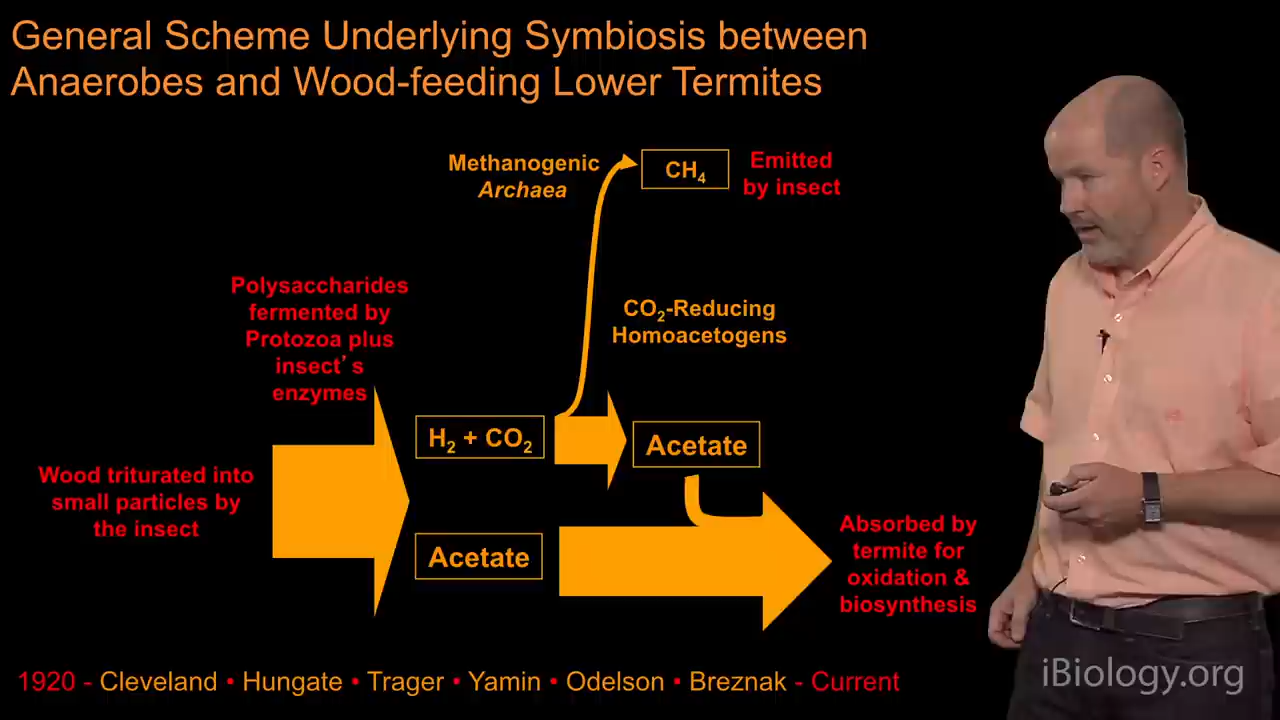 General Scheme Underlying Symbiosis between
Anaerobes and Wood-feeding Lower Termites
Methanogenic
Archaea
CH₄
Emitted
by insect
Polysaccharides
fermented by
Protozoa plus
insect's
enzymes
CO₂-Reducing
Homoacetogens
H₂ + CO₂
Acetate
Wood triturated into
small particles by
the insect
Acetate
Absorbed by
termite for
oxidation &
biosynthesis
1920 - Cleveland • Hungate • Trager • Yamin • Odelson • Breznak - Current
iBiology.org